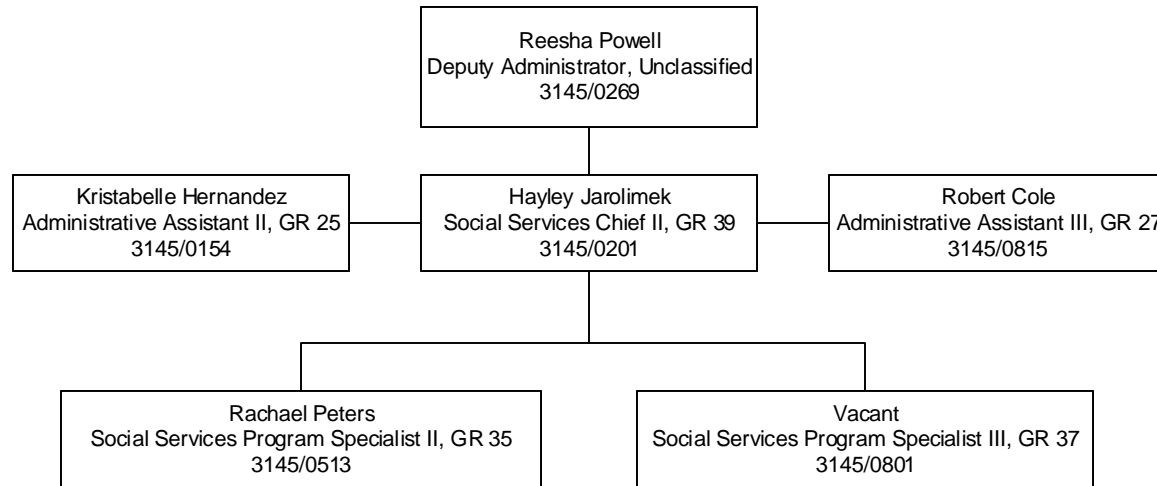 Reesha Powell
Deputy Administrator, Unclassified
3145/0269
Kristabelle Hernandez
Administrative Assistant II, GR 25
3145/0154
Hayley Jarolimek
Social Services Chief II, GR 39
3145/0201
Robert Cole
Administrative Assistant III, GR 27
3145/0815
Rachael Peters
Social Services Program Specialist II, GR 35
3145/0513
Vacant
Social Services Program Specialist III, GR 37
3145/0801